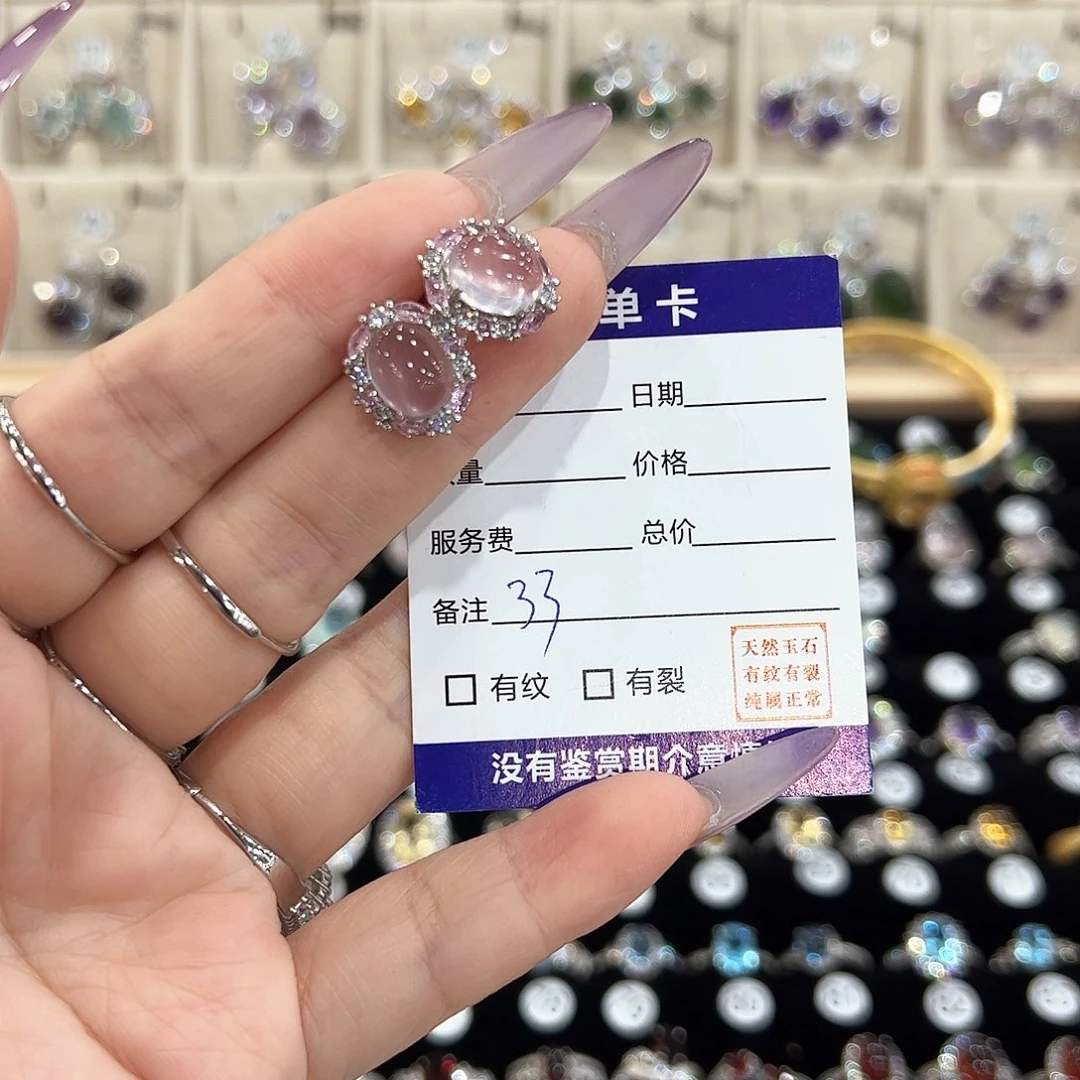 单卡
日期
量 价格
服务费 总价
备注 33
有纹 有裂
天然玉石
有纹有裂
纯属正常
没有鉴赏期介意